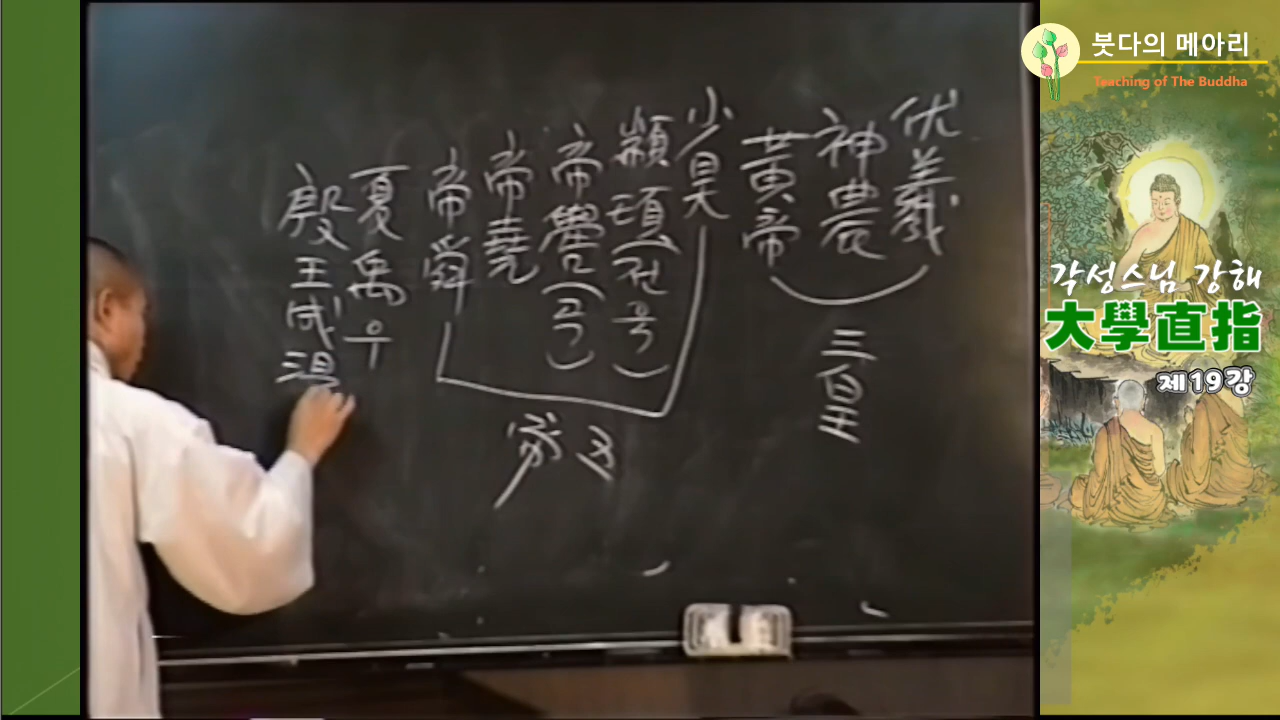 伏羲
神農
黃帝
三皇
少昊
顓頊(전욱)
帝嚳(곡)
帝堯
帝舜
夏禹우
殷王成湯
붓다의 메아리
Teaching of The Buddha
각성스님 강해
大學直指
제19강